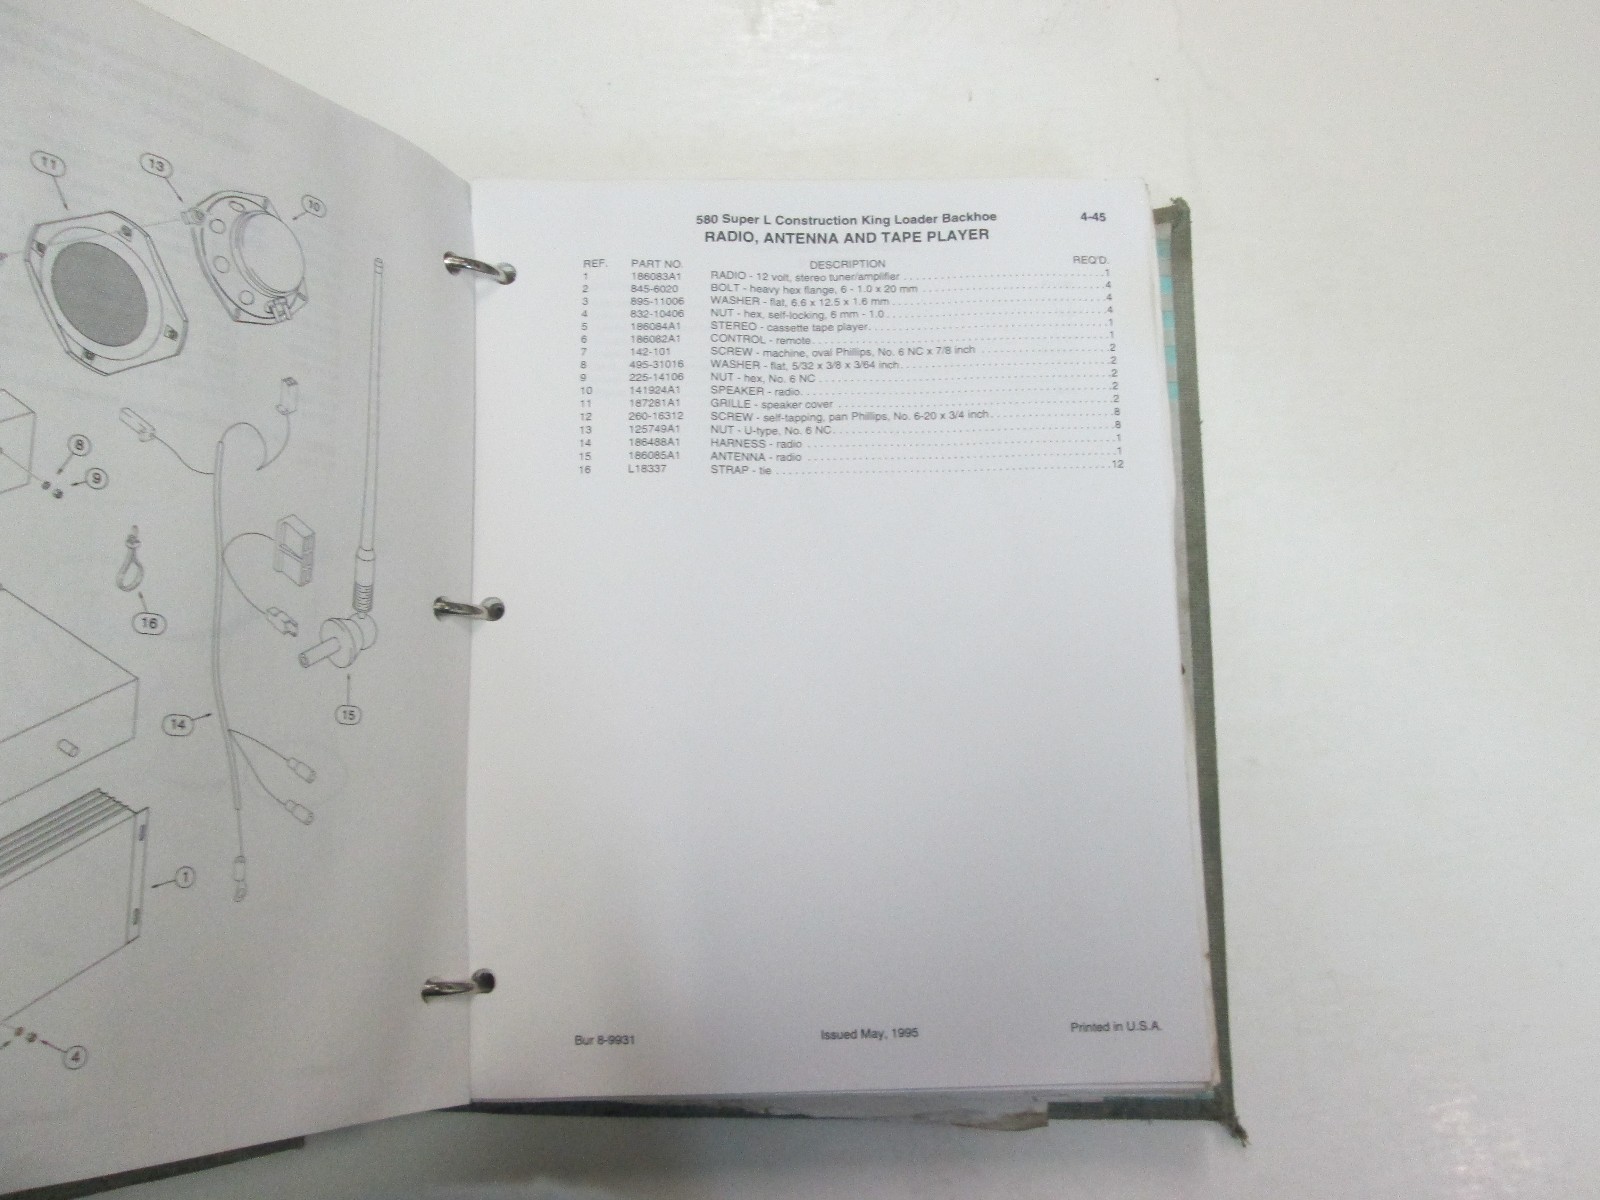 11
13
10
8
9
16
14
15
1
4
580 Super L Construction King Loader Backhoe 4-45
RADIO, ANTENNA AND TAPE PLAYER
REF. PART NO. DESCRIPTION REQ'D.
1 186083A1 RADIO - 12 volt, stereo tuner/amplifier 1
2 845-6020 BOLT - heavy hex flange, 6 - 1.0 x 20 mm 4
3 895-11006 WASHER - flat, 6.6 x 12.5 x 1.6 mm 4
4 832-10406 NUT - hex, self-locking, 6 mm - 1.0 4
5 186084A1 STEREO - cassette tape player 1
6 186082A1 CONTROL - remote 1
7 142-101 SCREW - machine, oval Phillips, No. 6 NC x 7/8 inch 2
8 495-31016 WASHER - flat, 5/32 x 3/8 x 3/64 inch 2
9 225-14106 NUT - hex, No. 6 NC 2
10 141924A1 SPEAKER - radio 2
11 187281A1 GRILLE - speaker cover 2
12 260-16312 SCREW - self-tapping, pan Phillips, No. 6-20 x 3/4 inch 8
13 125749A1 NUT - U-type, No. 6 NC 8
14 186488A1 HARNESS - radio 1
15 186085A1 ANTENNA - radio 1
16 L18337 STRAP - tie 12
Bur 8-9931 Issued May, 1995 Printed in U.S.A.